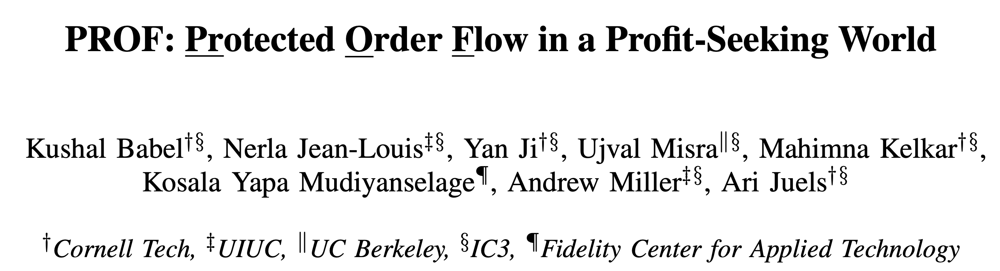 PROF: Protected Order Flow in a Profit-Seeking World
Kushal Babel†§, Nerla Jean-Louis‡§, Yan Ji†§, Ujval Misra∥§, Mahimna Kelkar†§,
Kosala Yapa Mudiyanselage¶, Andrew Miller‡§, Ari Juels†§
†Cornell Tech, ‡UIUC, ∥UC Berkeley, §IC3, ¶Fidelity Center for Applied Technology